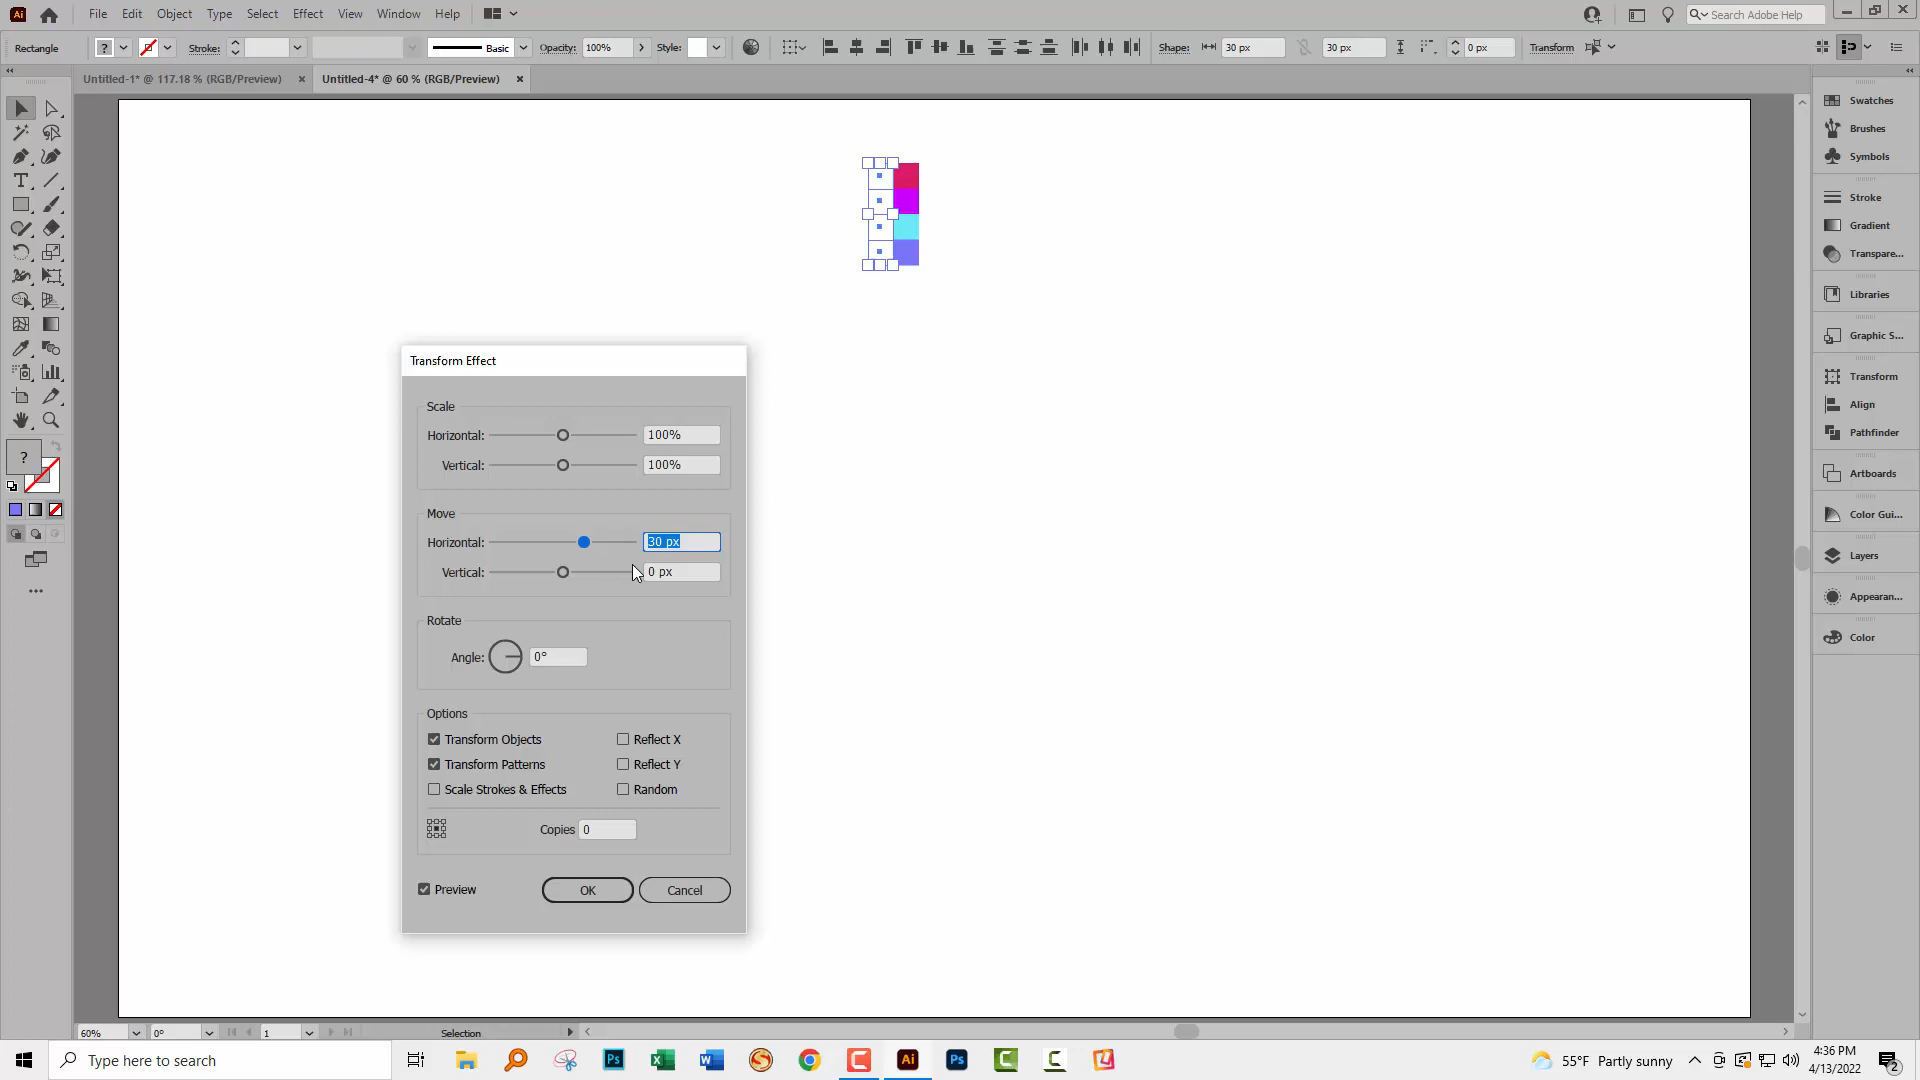 Ai File Edit Object Type Select Effect View Window Help Search Adobe Help
Rectangle ? Stroke: Basic Opacity: 100% Style: Shape: 30 px 30 px 0 px Transform
Untitled-1* @ 117.18 % (RGB/Preview) × Untitled-4* @ 60 % (RGB/Preview) ×
Swatches
Brushes
Symbols
Stroke
Gradient
Transpare...
Libraries
Graphic S...
Transform
Align
Pathfinder
Artboards
Color Gui...
Layers
Appearan...
Color
?
Transform Effect
Scale
Horizontal: 100%
Vertical: 100%
Move
Horizontal: 30 px
Vertical: 0 px
Rotate
Angle: 0°
Options
Transform Objects Reflect X
Transform Patterns Reflect Y
Scale Strokes & Effects Random
Copies 0
Preview OK Cancel
60% 0° 1 Selection
Type here to search Ps Ai Ps 55°F Partly sunny 4:36 PM
4/13/2022 2